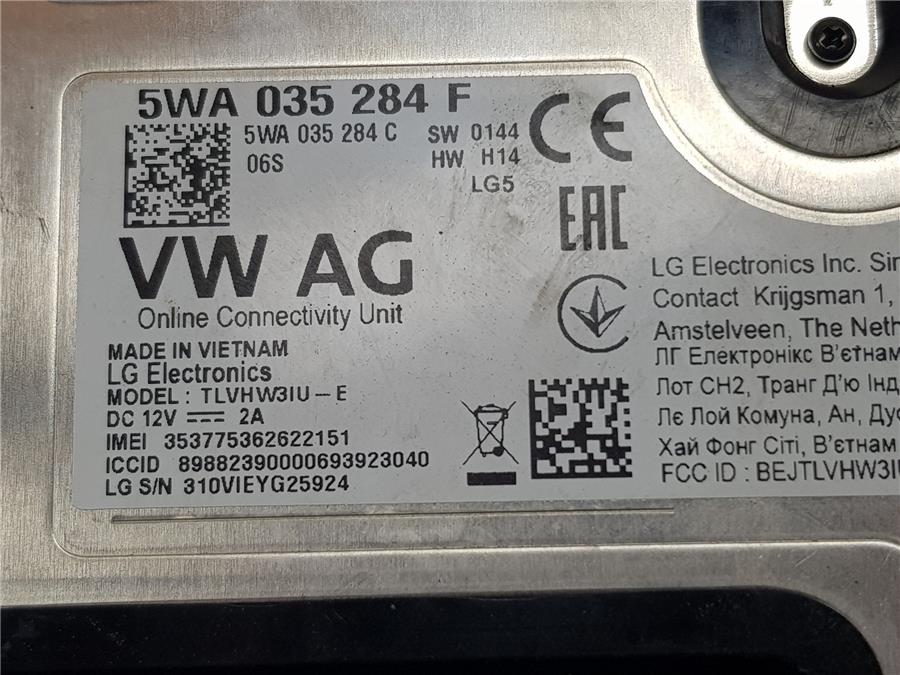 5WA 035 284 F
5WA 035 284 C SW 0144
06S HW H14
LG5
CE
EAC
VW AG
Online Connectivity Unit
MADE IN VIETNAM
LG Electronics
MODEL : TLVHW3IU-E
DC 12V ⎓ 2A
IMEI 353775362622151
ICCID 89882390000693923040
LG S/N 310VIEYG25924
LG Electronics Inc. Sin
Contact Krijgsman 1,
Amstelveen, The Neth
ЛГ Електронікс В'єтнам
Лот CH2, Транг Д'ю Інд
Лє Лой Комуна, Ан, Дуо
Хай Фонг Сіті, В'єтнам
FCC ID : BEJTLVHW3IU